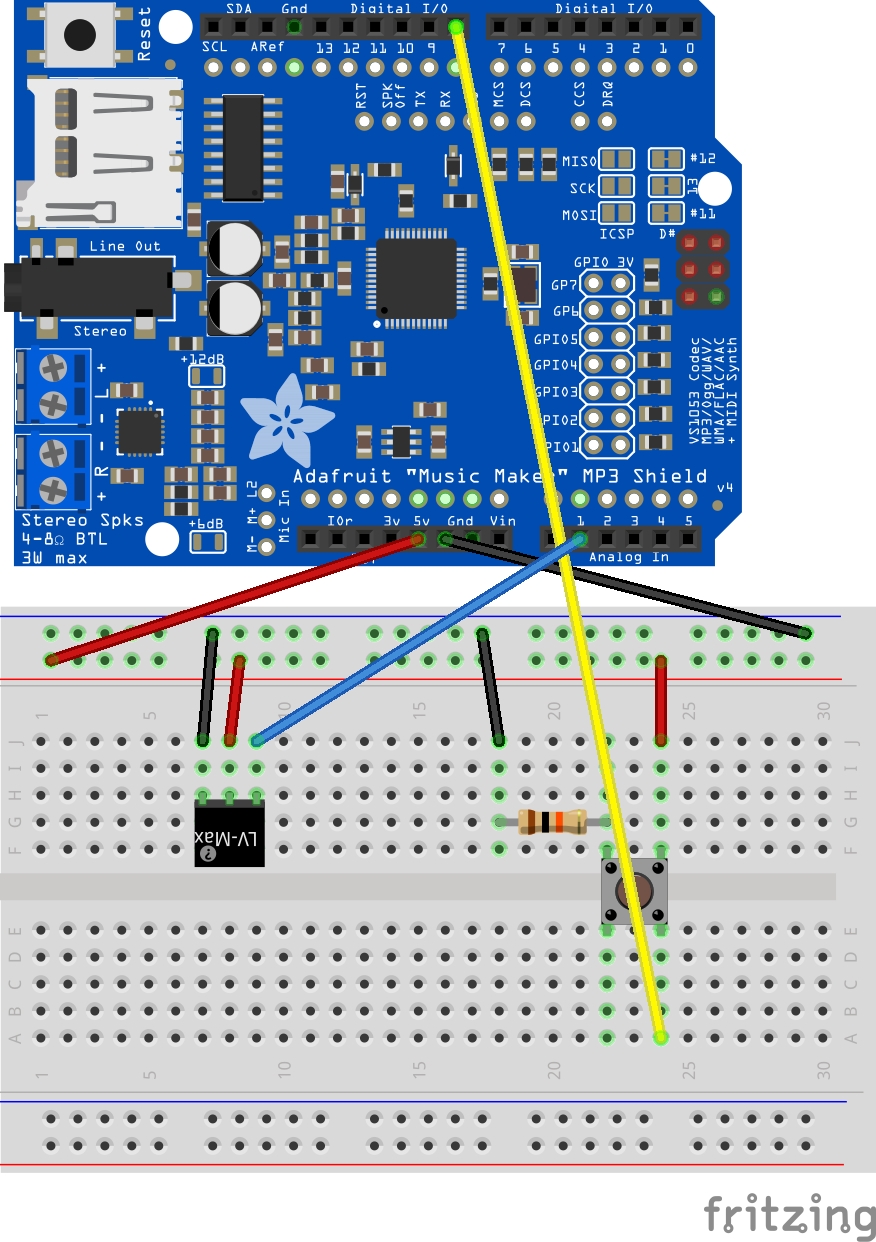 SDA Gnd Digital I/O Digital I/O
Reset
SCL ARef 13 12 11 10 9 7 6 5 4 3 2 1 0
RST SPK Off TX RX MCS DCS CCS DRQ
MISO #12
SCK 13
MOSI #11
ICSP D#
Line Out
Stereo
GPIO 3V
GP7
GP6
GPIO5
GPIO4
GPIO3
GPIO2
PIO1
VS1053 Codec
MP3/Ogg/WAV/
WMA/FLAC/AAC
+ MIDI Synth
+12dB
+ L -
- R +
Adafruit "Music Maker" MP3 Shield
v4
Stereo Spks
4-8Ω BTL
3W max
+6dB
M- M+ L2
Mic In
IOr 3v 5v Gnd Vin 1 2 3 4 5
Analog In
1 5 10 15 20 25 30
J J
I I
H H
G G
F F
LV-Max
?
E E
D D
C C
B B
A A
1 5 10 15 20 25 30
fritzing